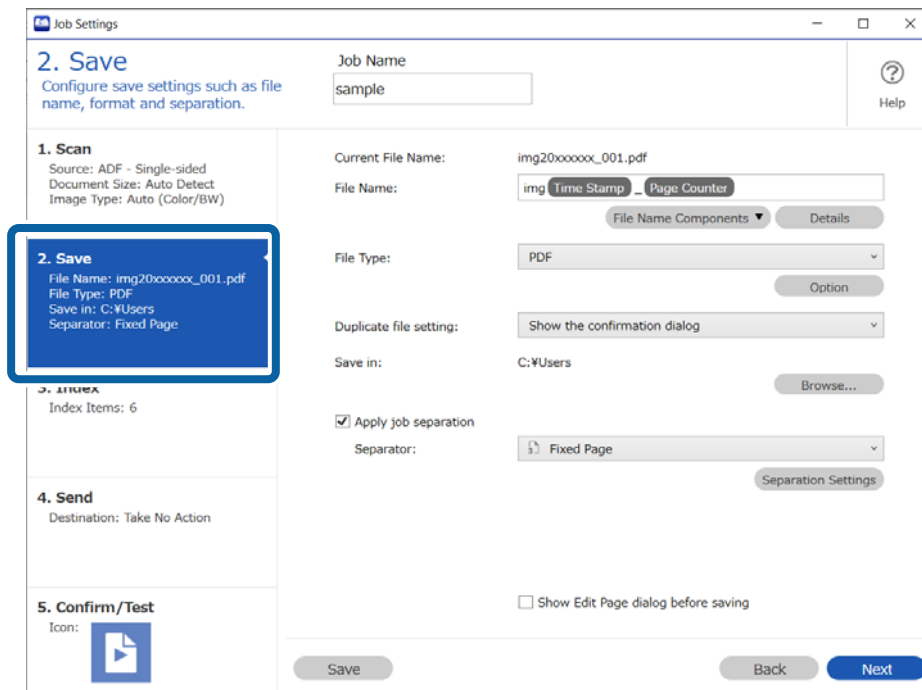 Job Settings
2. Save
Configure save settings such as file
name, format and separation.
Job Name
sample
Help
1. Scan
Source: ADF - Single-sided
Document Size: Auto Detect
Image Type: Auto (Color/BW)
2. Save
File Name: img20xxxxxx_001.pdf
File Type: PDF
Save in: C:¥Users
Separator: Fixed Page
3. Index
Index Items: 6
4. Send
Destination: Take No Action
5. Confirm/Test
Icon:
Current File Name: img20xxxxxx_001.pdf
File Name: img Time Stamp _ Page Counter
File Name Components ▼ Details
File Type: PDF
Option
Duplicate file setting: Show the confirmation dialog
Save in: C:¥Users
Browse...
Apply job separation
Separator: Fixed Page
Separation Settings
Show Edit Page dialog before saving
Save Back Next